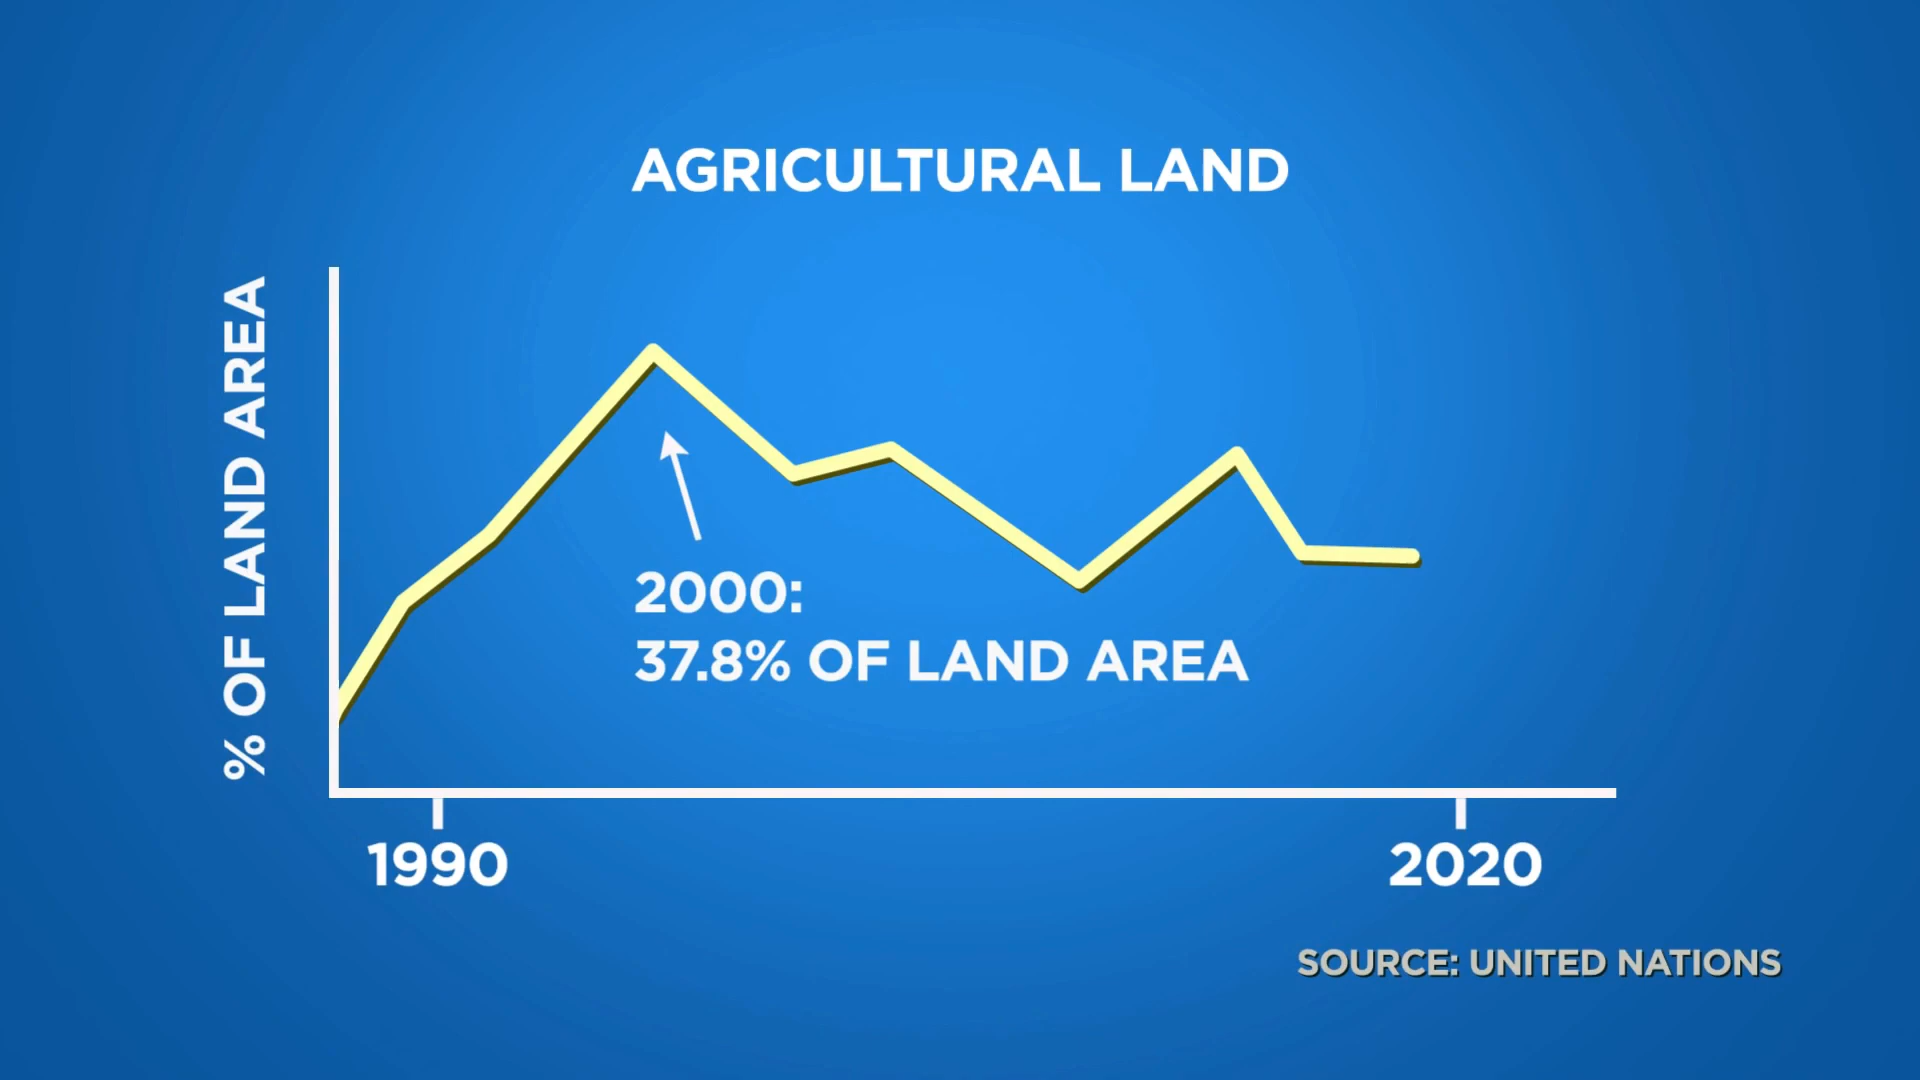 AGRICULTURAL LAND
% OF LAND AREA
2000:
37.8% OF LAND AREA
1990
2020
SOURCE: UNITED NATIONS